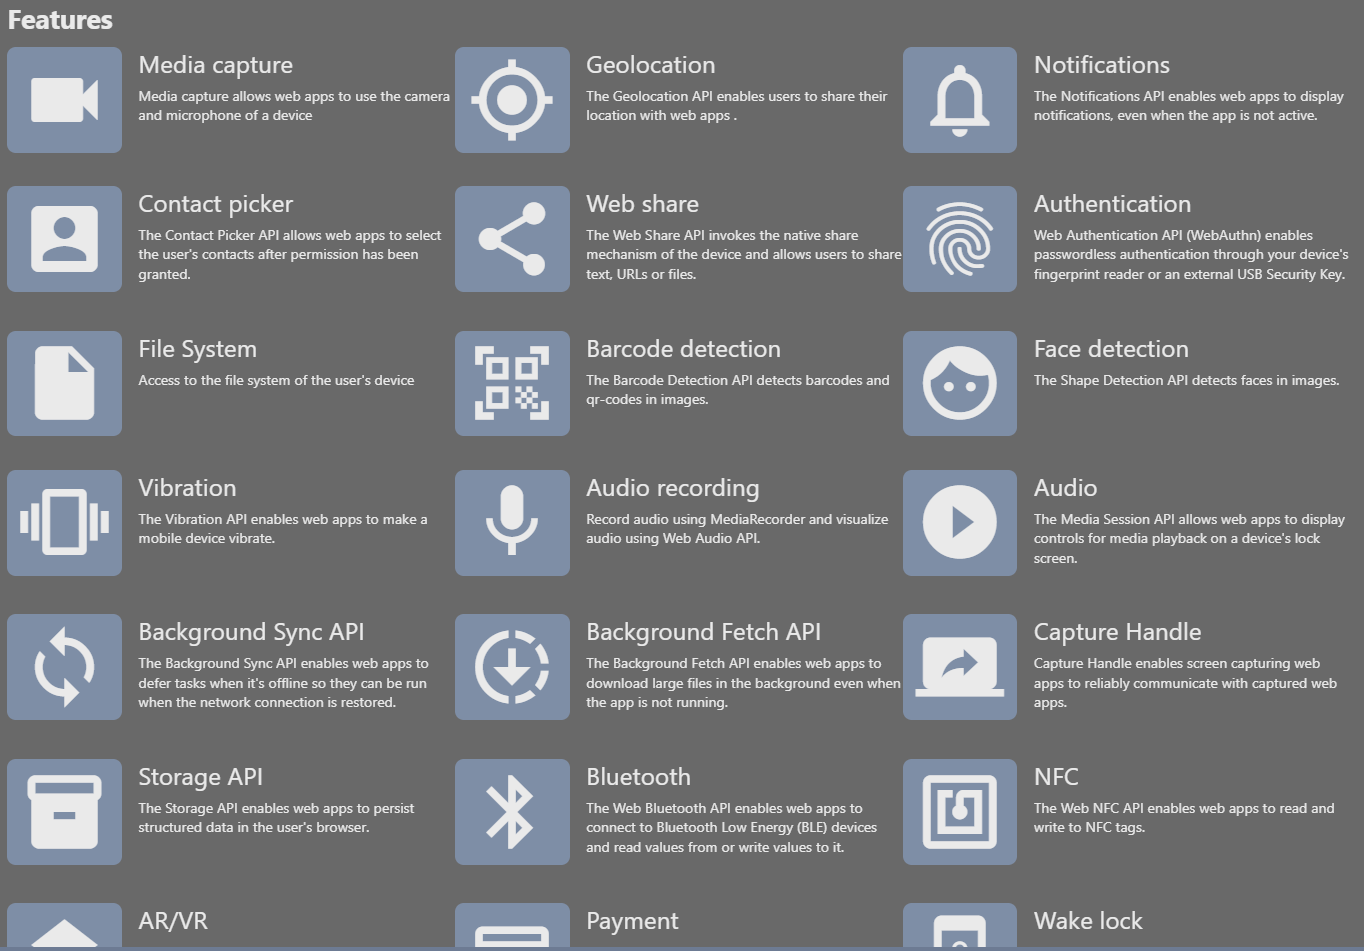 Features
Media capture
Media capture allows web apps to use the camera
and microphone of a device
Geolocation
The Geolocation API enables users to share their
location with web apps .
Notifications
The Notifications API enables web apps to display
notifications, even when the app is not active.
Contact picker
The Contact Picker API allows web apps to select
the user's contacts after permission has been
granted.
Web share
The Web Share API invokes the native share
mechanism of the device and allows users to share
text, URLs or files.
Authentication
Web Authentication API (WebAuthn) enables
passwordless authentication through your device's
fingerprint reader or an external USB Security Key.
File System
Access to the file system of the user's device
Barcode detection
The Barcode Detection API detects barcodes and
qr-codes in images.
Face detection
The Shape Detection API detects faces in images.
Vibration
The Vibration API enables web apps to make a
mobile device vibrate.
Audio recording
Record audio using MediaRecorder and visualize
audio using Web Audio API.
Audio
The Media Session API allows web apps to display
controls for media playback on a device's lock
screen.
Background Sync API
The Background Sync API enables web apps to
defer tasks when it's offline so they can be run
when the network connection is restored.
Background Fetch API
The Background Fetch API enables web apps to
download large files in the background even when
the app is not running.
Capture Handle
Capture Handle enables screen capturing web
apps to reliably communicate with captured web
apps.
Storage API
The Storage API enables web apps to persist
structured data in the user's browser.
Bluetooth
The Web Bluetooth API enables web apps to
connect to Bluetooth Low Energy (BLE) devices
and read values from or write values to it.
NFC
The Web NFC API enables web apps to read and
write to NFC tags.
AR/VR
Payment
Wake lock